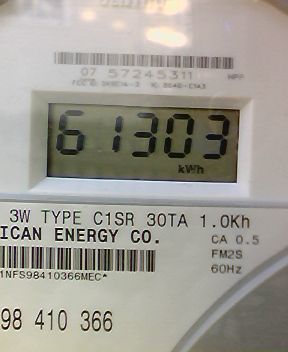 07 57245311 NPP
61303
kWh
3W TYPE C1SR 30TA 1.0Kh
ICAN ENERGY CO. CA 0.5
FM2S
1NFS98410366MEC* 60Hz
98 410 366